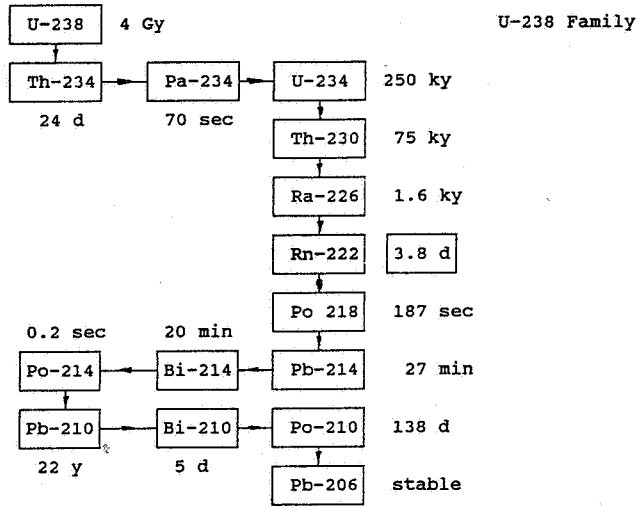 U-238 4 Gy U-238 Family
Th-234 Pa-234 U-234 250 ky
24 d 70 sec
Th-230 75 ky
Ra-226 1.6 ky
Rn-222 3.8 d
Po 218 187 sec
0.2 sec 20 min
Po-214 Bi-214 Pb-214 27 min
Pb-210 Bi-210 Po-210 138 d
22 y 5 d
Pb-206 stable